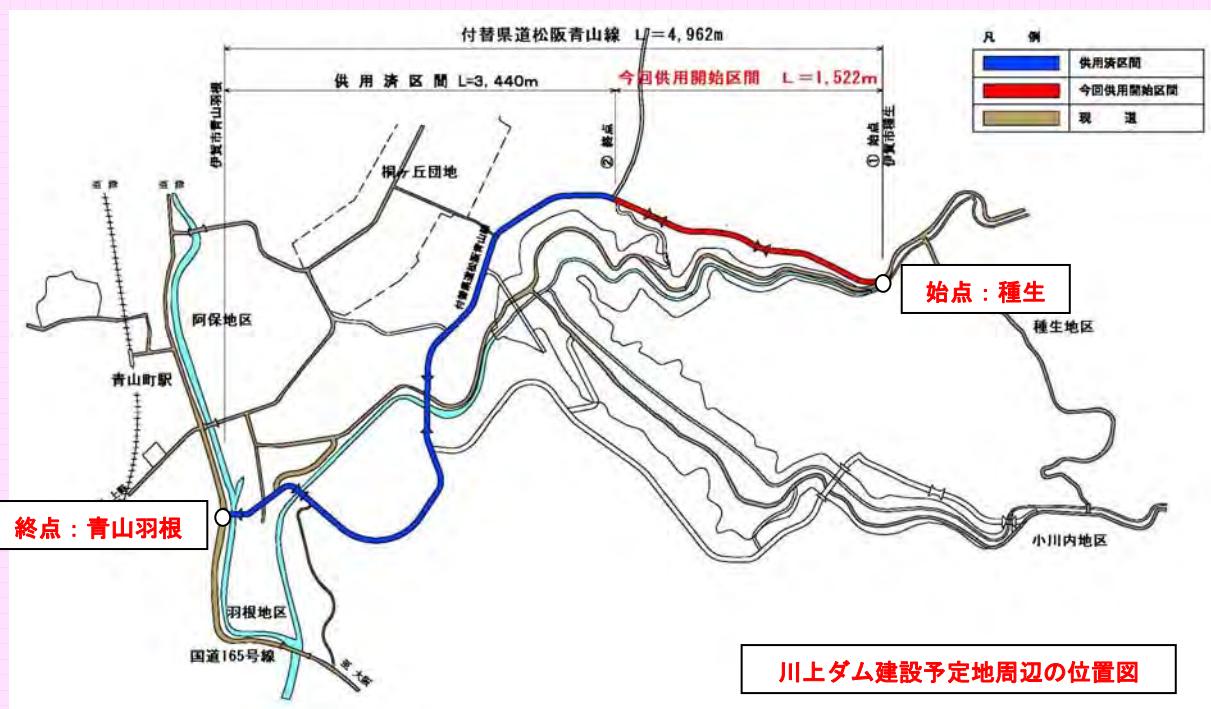 付替県道松阪青山線 L=4,962m
供用済区間 L=3,440m
今回供用開始区間 L=1,522m
凡 例
供用済区間
今回供用開始区間
現 道
伊賀市青山羽根
② 終点
① 始点
伊賀市種生
桐ヶ丘団地
付替県道松阪青山線
阿保地区
青山町駅
始点：種生
種生地区
終点：青山羽根
小川内地区
羽根地区
国道165号線
至 大阪
川上ダム建設予定地周辺の位置図